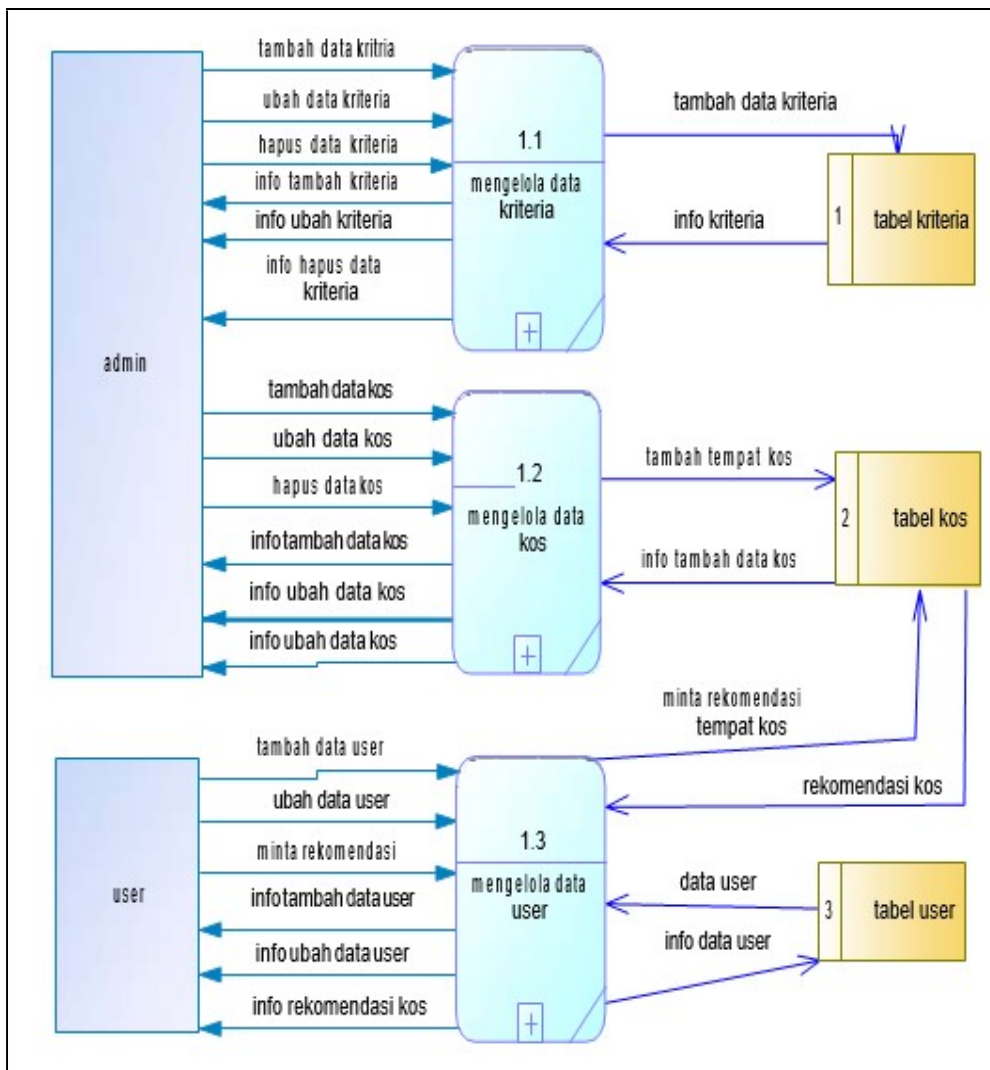 tambah data kritria
ubah data kriteria
hapus data kriteria
info tambah kriteria
info ubah kriteria
info hapus data
kriteria
admin
1.1
mengelola data
kriteria
tambah data kriteria
info kriteria
1
tabel kriteria
tambah data kos
ubah data kos
hapus data kos
info tambah data kos
info ubah data kos
info ubah data kos
1.2
mengelola data
kos
tambah tempat kos
info tambah data kos
2
tabel kos
minta rekomendasi
tempat kos
rekomendasi kos
tambah data user
ubah data user
minta rekomendasi
info tambah data user
info ubah data user
info rekomendasi kos
user
1.3
mengelola data
user
data user
info data user
3
tabel user